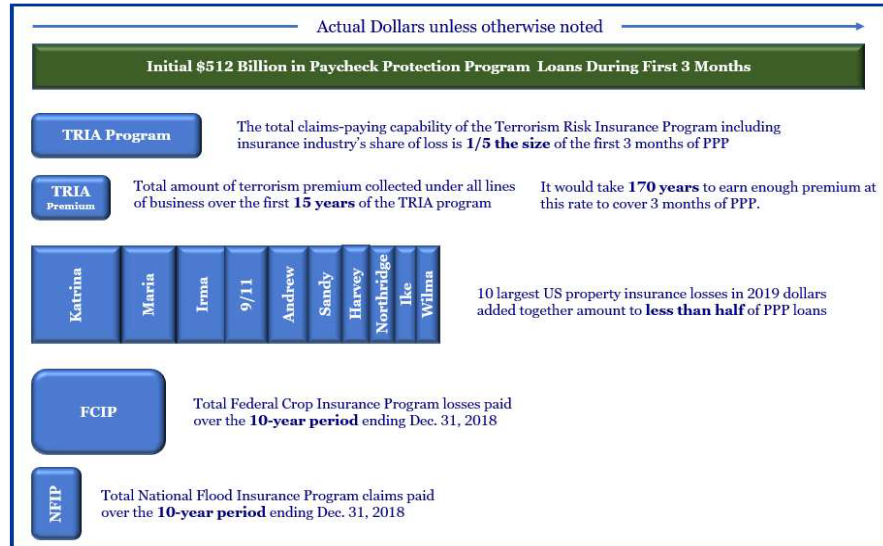 Actual Dollars unless otherwise noted
Initial $512 Billion in Paycheck Protection Program Loans During First 3 Months
TRIA Program
The total claims-paying capability of the Terrorism Risk Insurance Program including
insurance industry's share of loss is 1/5 the size of the first 3 months of PPP
TRIA
Premium
Total amount of terrorism premium collected under all lines
of business over the first 15 years of the TRIA program
It would take 170 years to earn enough premium at
this rate to cover 3 months of PPP.
Katrina
Maria
Irma
9/11
Andrew
Sandy
Harvey
Northridge
Ike
Wilma
10 largest US property insurance losses in 2019 dollars
added together amount to less than half of PPP loans
FCIP
Total Federal Crop Insurance Program losses paid
over the 10-year period ending Dec. 31, 2018
NFIP
Total National Flood Insurance Program claims paid
over the 10-year period ending Dec. 31, 2018